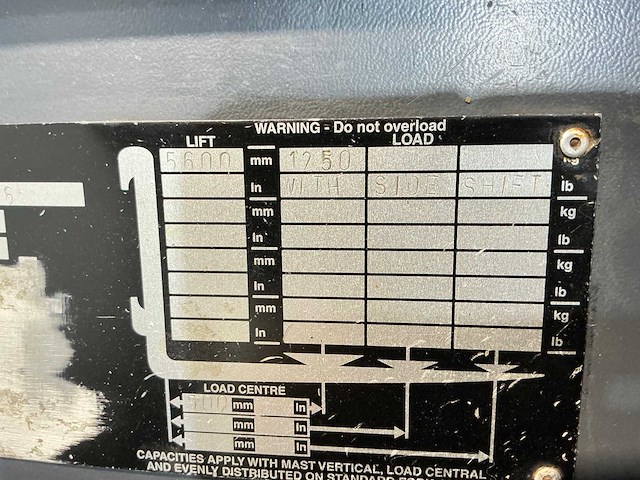 WARNING - Do not overload
LIFT LOAD
5600 mm 1250 kg
In WITH SIDE SHIFT lb
mm kg
In lb
mm kg
In lb
mm kg
In lb
LOAD CENTRE
mm In
mm In
mm In
CAPACITIES APPLY WITH MAST VERTICAL, LOAD CENTRAL
AND EVENLY DISTRIBUTED ON STANDARD